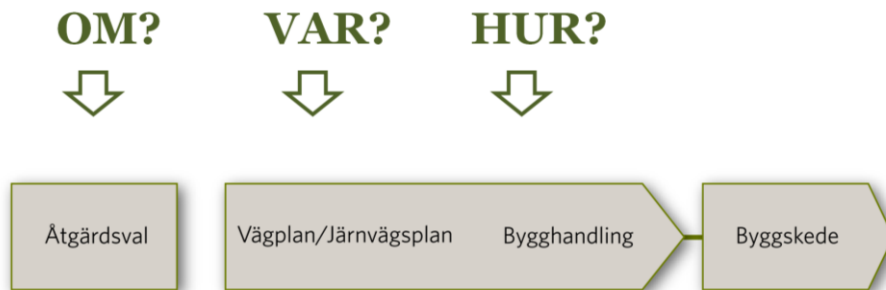 OM? VAR? HUR?
Åtgärdsval Vägplan/Järnvägsplan Bygghandling Byggskede